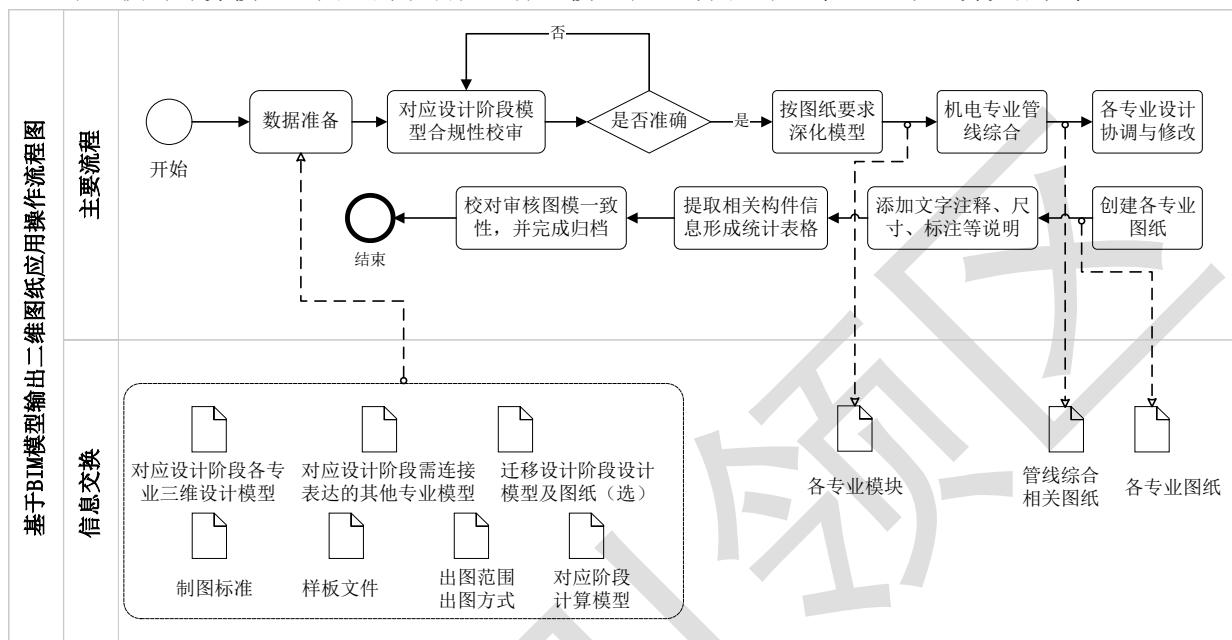 基于BIM模型输出二维图纸应用操作流程图
主要流程
否
开始
数据准备
对应设计阶段模
型合规性校审
是否准确
是
按图纸要求
深化模型
机电专业管
线综合
各专业设计
协调与修改
结束
校对审核图模一致
性，并完成归档
提取相关构件信
息形成统计表格
添加文字注释、尺
寸、标注等说明
创建各专业
图纸
信息交换
对应设计阶段各专
业三维设计模型
对应设计阶段需连接
表达的其他专业模型
迁移设计阶段设计
模型及图纸（选）
制图标准
样板文件
出图范围
出图方式
对应阶段
计算模型
各专业模块
管线综合
相关图纸
各专业图纸